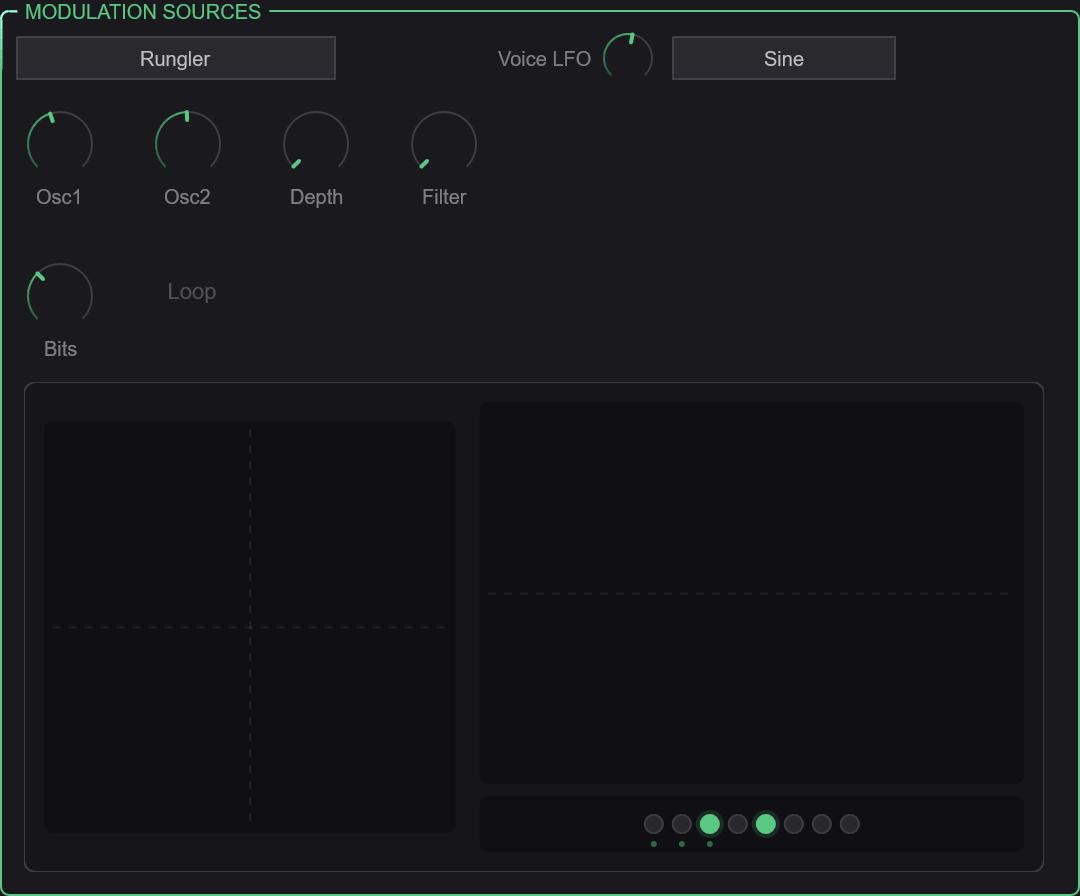 MODULATION SOURCES
Rungler
Voice LFO
Sine
Osc1
Osc2
Depth
Filter
Bits
Loop